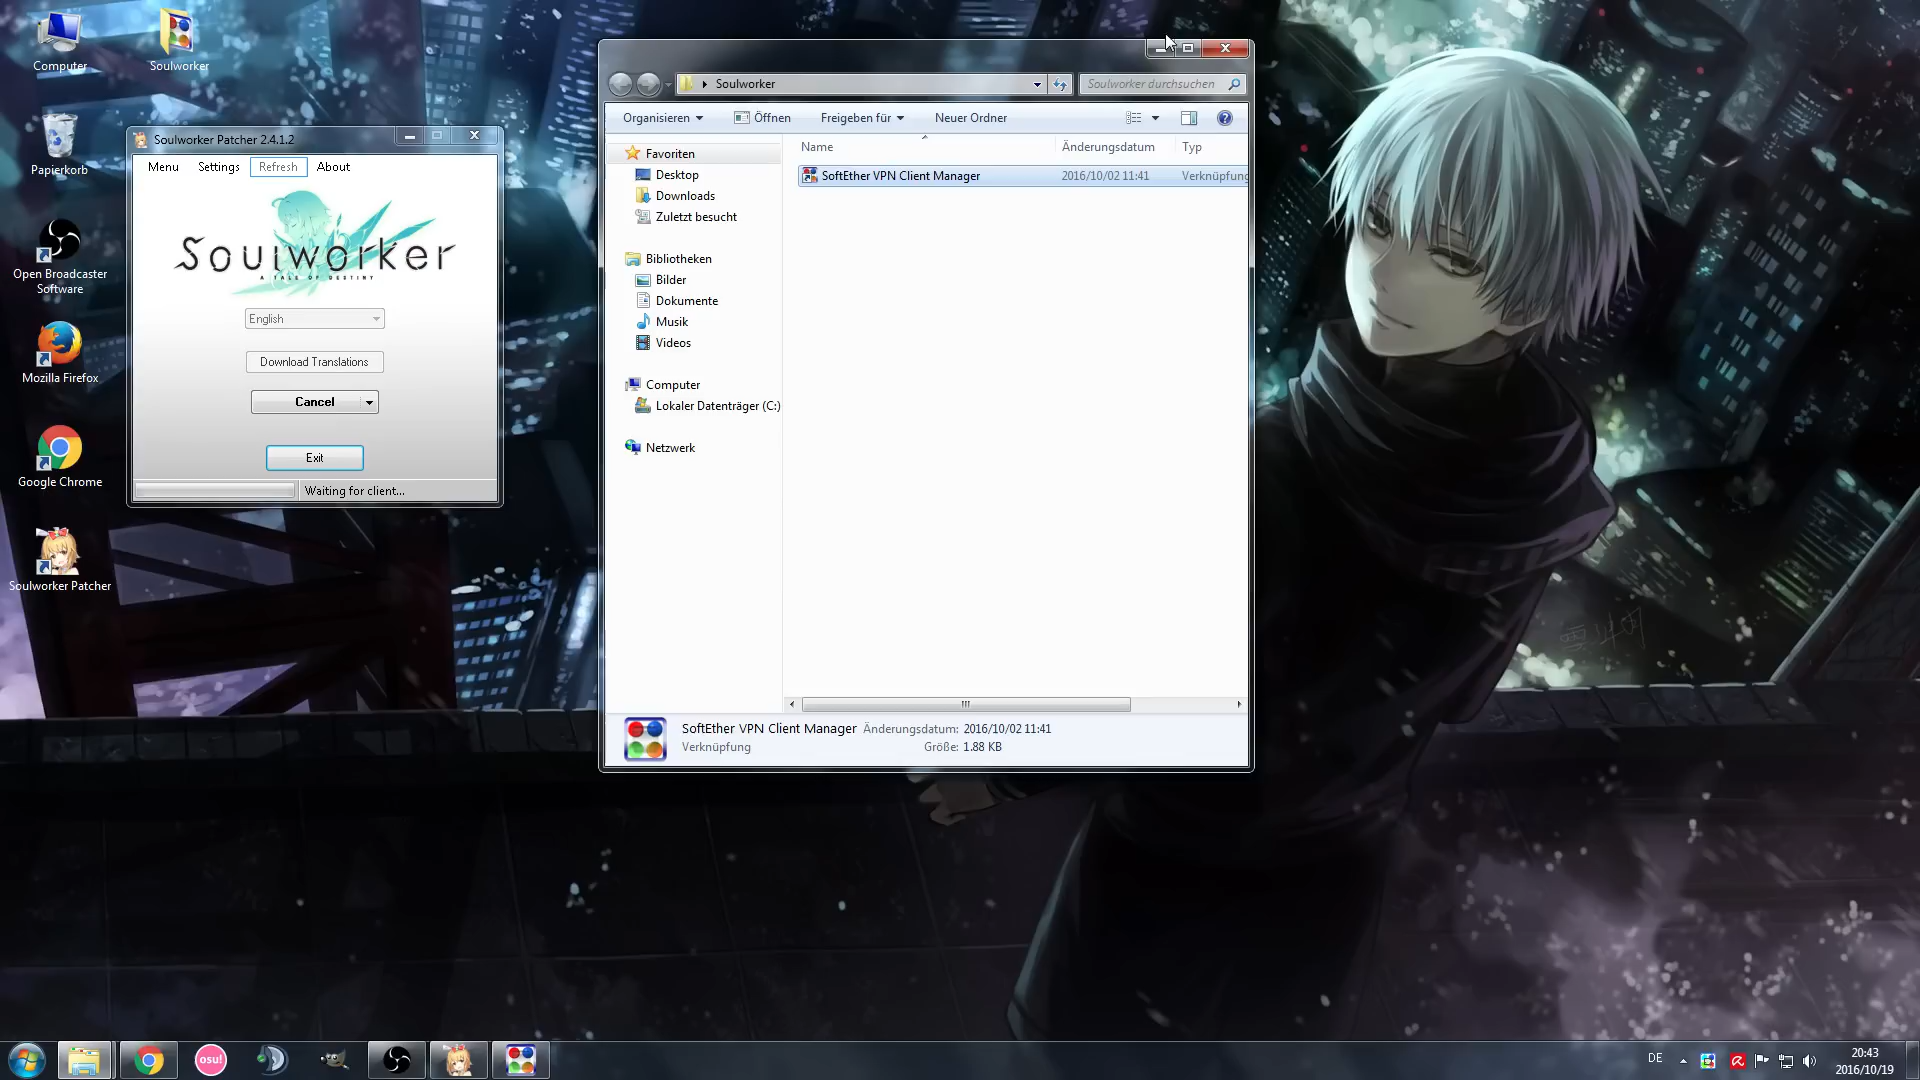 Computer
Soulworker
Papierkorb
Open Broadcaster
Software
Mozilla Firefox
Google Chrome
Soulworker Patcher
Soulworker Patcher 2.4.1.2
Menu Settings Refresh About
Soulworker
A TALE OF DESTINY
English
Download Translations
Cancel
Exit
Waiting for client...
Soulworker
Soulworker durchsuchen
Organisieren Öffnen Freigeben für Neuer Ordner
Favoriten
Desktop
Downloads
Zuletzt besucht
Bibliotheken
Bilder
Dokumente
Musik
Videos
Computer
Lokaler Datenträger (C:)
Netzwerk
Name Änderungsdatum Typ
SoftEther VPN Client Manager 2016/10/02 11:41 Verknüpfung
SoftEther VPN Client Manager Änderungsdatum: 2016/10/02 11:41
Verknüpfung Größe: 1.88 KB
osu!
DE
20:43
2016/10/19